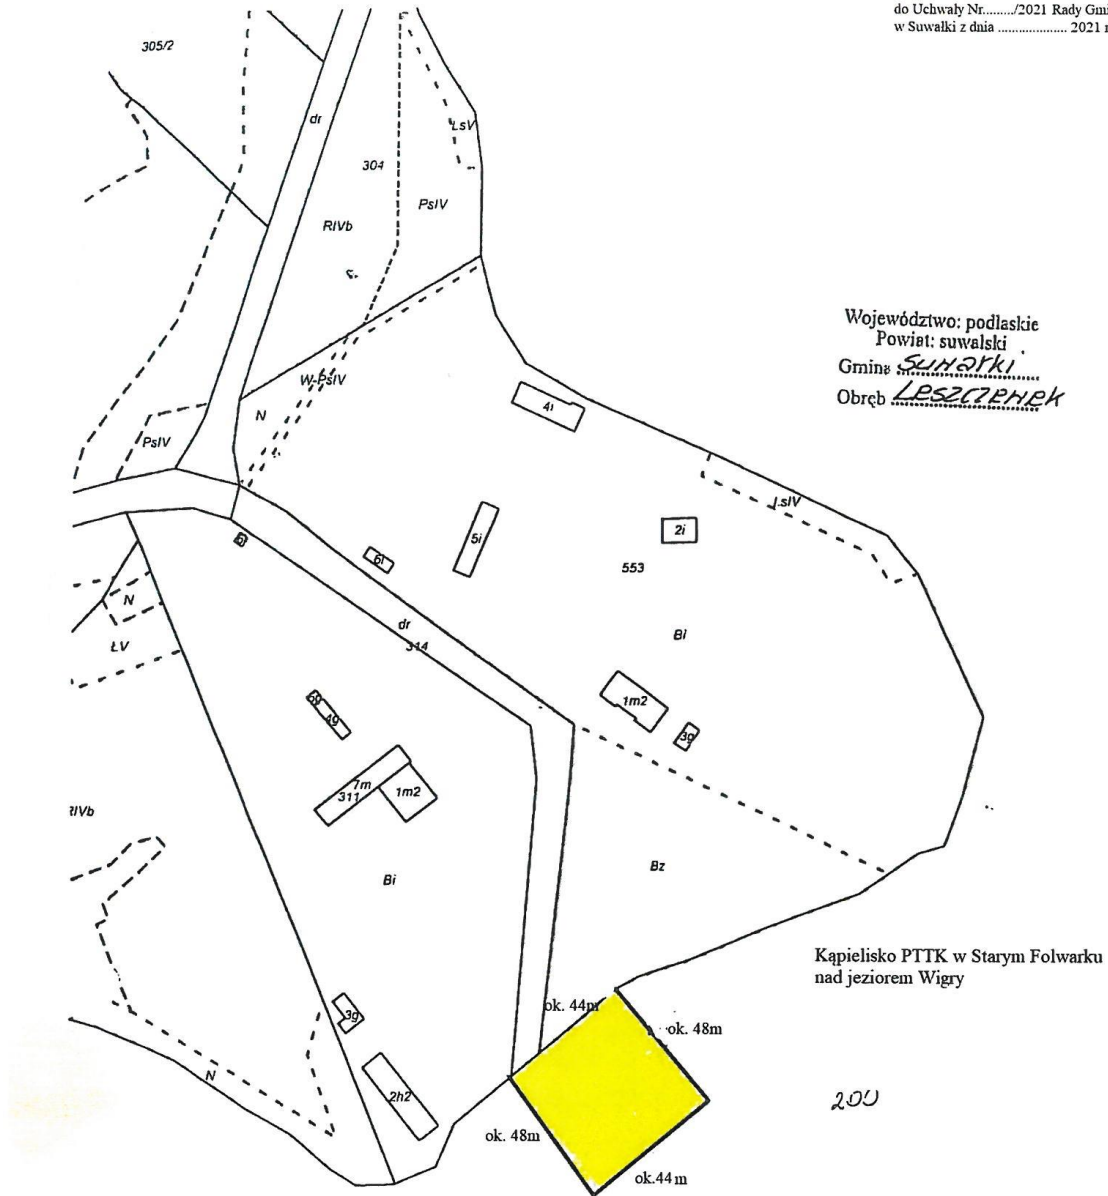 do Uchwały Nr........./2021 Rady Gmi
w Suwałki z dnia .................... 2021 r
305/2
dr
LsV
304
PsIV
RIVb
Województwo: podlaskie
Powiat: suwalski
Gmina Suwałki
Obręb
W-PsIV
4i
N
PsIV
LsIV
5i
2i
6i
553
N
dr
ŁV
314
Bi
1m2
3g
4g
7m
311
1m2
RIVb
Bz
Bi
Kąpielisko PTTK w Starym Folwarku
nad jeziorem Wigry
ok. 44m
3g
ok. 48m
N
2h2
200
ok. 48m
ok.44 m